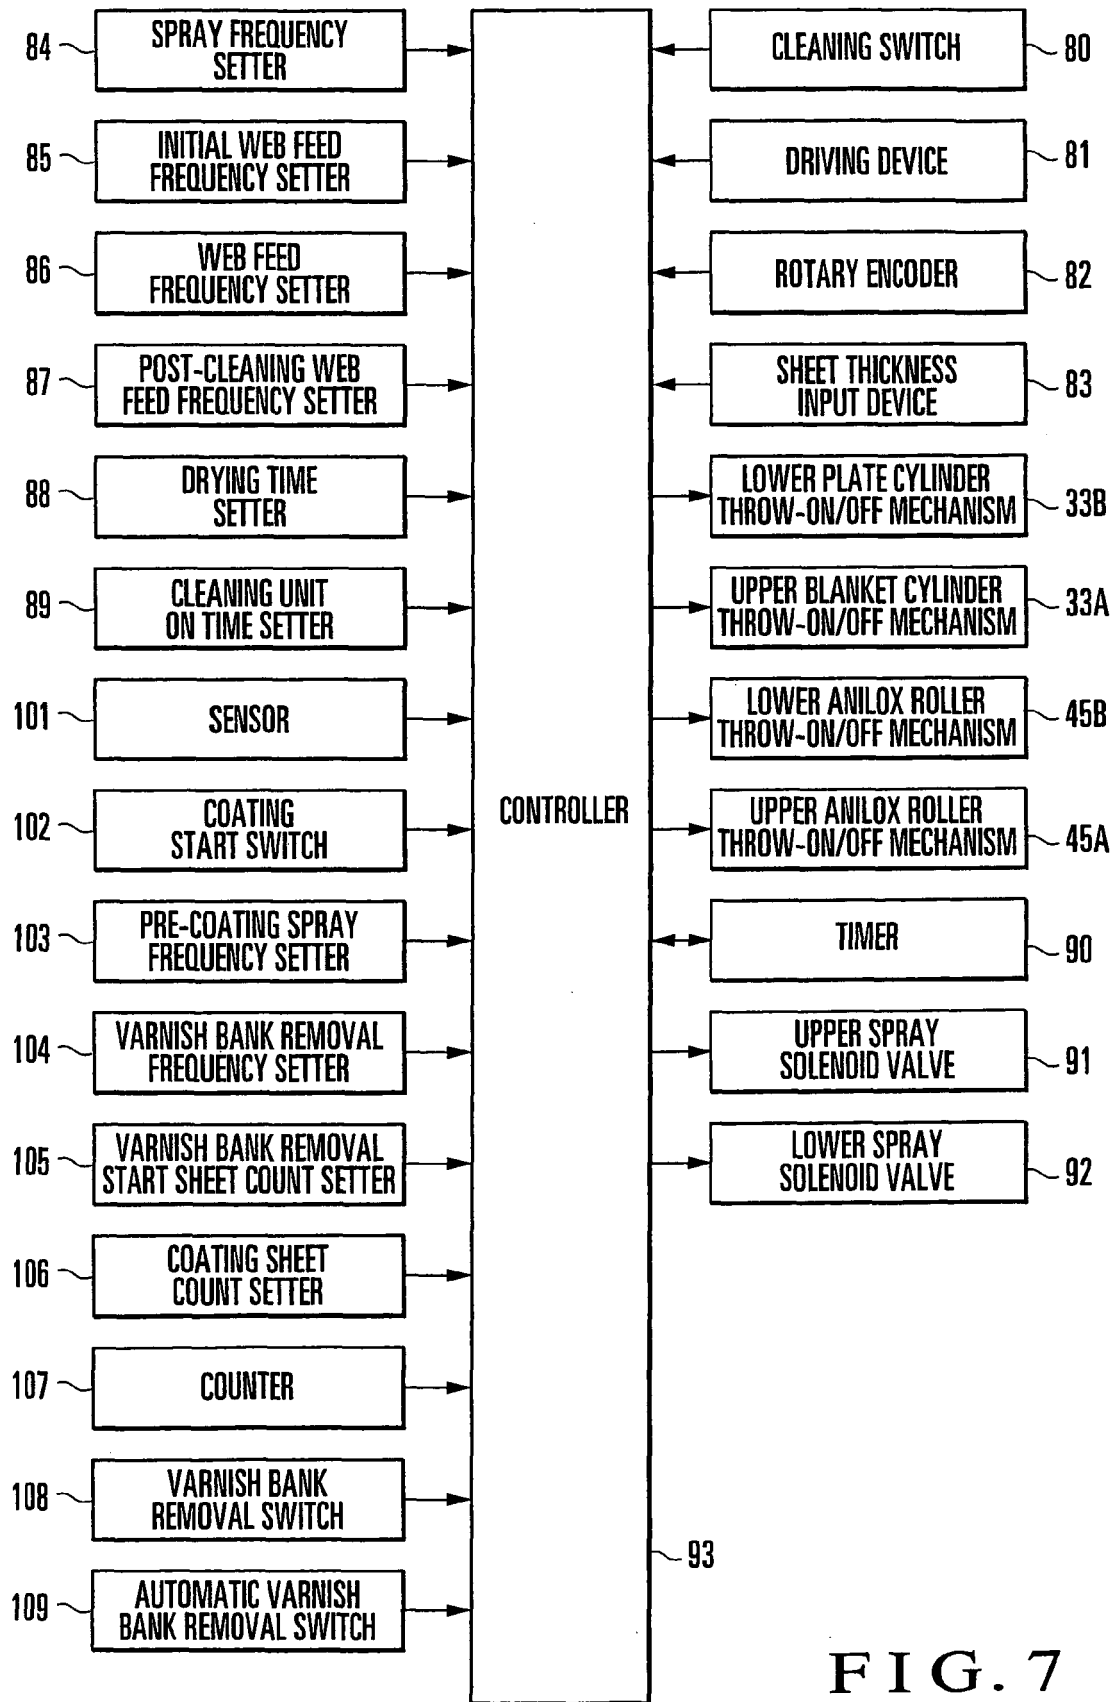 84
SPRAY FREQUENCY
SETTER
85
INITIAL WEB FEED
FREQUENCY SETTER
86
WEB FEED
FREQUENCY SETTER
87
POST-CLEANING WEB
FEED FREQUENCY SETTER
88
DRYING TIME
SETTER
89
CLEANING UNIT
ON TIME SETTER
101
SENSOR
102
COATING
START SWITCH
103
PRE-COATING SPRAY
FREQUENCY SETTER
104
VARNISH BANK REMOVAL
FREQUENCY SETTER
105
VARNISH BANK REMOVAL
START SHEET COUNT SETTER
106
COATING SHEET
COUNT SETTER
107
COUNTER
108
VARNISH BANK
REMOVAL SWITCH
109
AUTOMATIC VARNISH
BANK REMOVAL SWITCH
CONTROLLER
93
CLEANING SWITCH
80
DRIVING DEVICE
81
ROTARY ENCODER
82
SHEET THICKNESS
INPUT DEVICE
83
LOWER PLATE CYLINDER
THROW-ON/OFF MECHANISM
33B
UPPER BLANKET CYLINDER
THROW-ON/OFF MECHANISM
33A
LOWER ANILOX ROLLER
THROW-ON/OFF MECHANISM
45B
UPPER ANILOX ROLLER
THROW-ON/OFF MECHANISM
45A
TIMER
90
UPPER SPRAY
SOLENOID VALVE
91
LOWER SPRAY
SOLENOID VALVE
92
FIG. 7